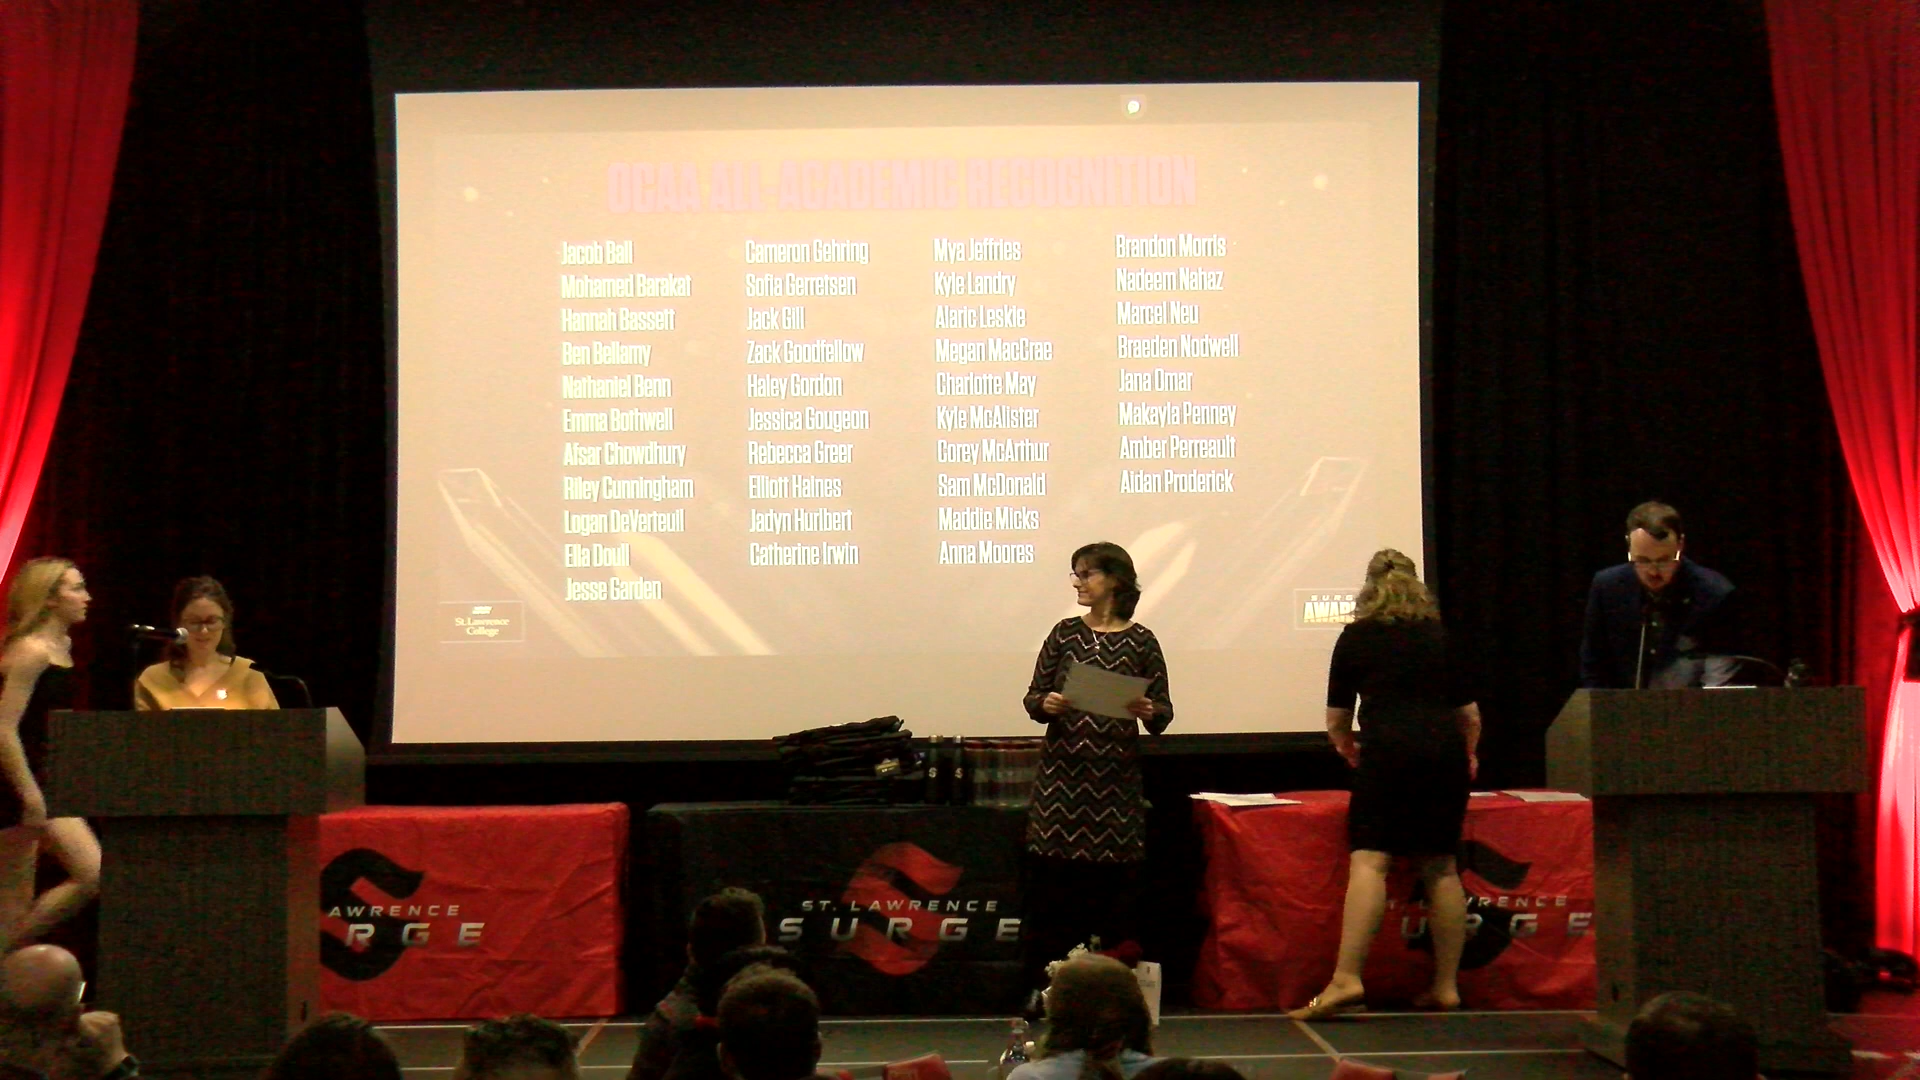 OCAA ALL-ACADEMIC RECOGNITION
Jacob Ball
Mohamed Barakat
Hannah Bassett
Ben Bellamy
Nathaniel Benn
Emma Bothwell
Afsar Chowdhury
Riley Cunningham
Logan DeVerteuil
Ella Doull
Jesse Garden
Cameron Gehring
Sofia Gerretsen
Jack Gill
Zack Goodfellow
Haley Gordon
Jessica Gougeon
Rebecca Greer
Elliott Haines
Jadyn Hurlbert
Catherine Irwin
Mya Jeffries
Kyle Landry
Alaric Leskie
Megan MacCrae
Charlotte May
Kyle McAlister
Corey McArthur
Sam McDonald
Maddie Micks
Anna Moores
Brandon Morris
Nadeem Nahaz
Marcel Neu
Braeden Nodwell
Jana Omar
Makayla Penney
Amber Perreault
Aidan Proderick
St. Lawrence
College
SURG
AWAR
AWRENCE
RGE
ST. LAWRENCE
SURGE
T. L WRENCE
URGE